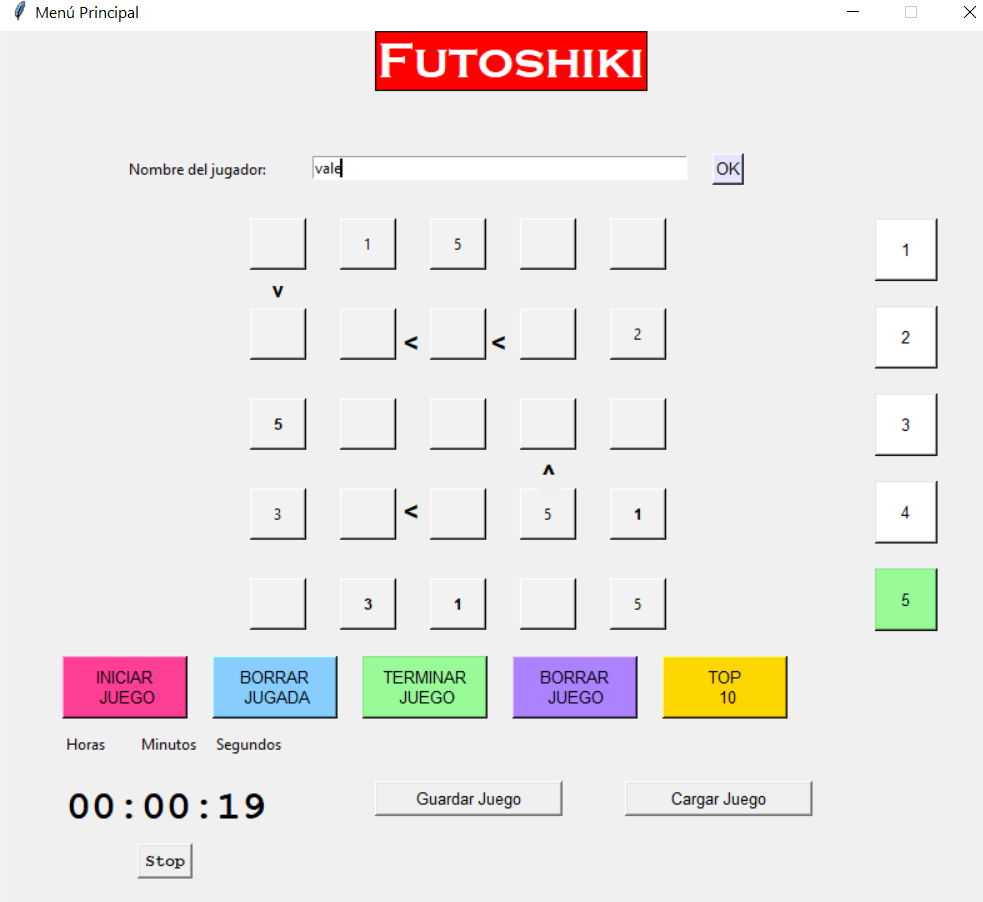 Menú Principal
FUTOSHIKI
Nombre del jugador: vale OK
1 5 1
v
< < 2 2
5 3
^
3 < 5 1 4
3 1 5 5
INICIAR JUEGO
BORRAR JUGADA
TERMINAR JUEGO
BORRAR JUEGO
TOP 10
Horas Minutos Segundos
00:00:19 Guardar Juego Cargar Juego
Stop